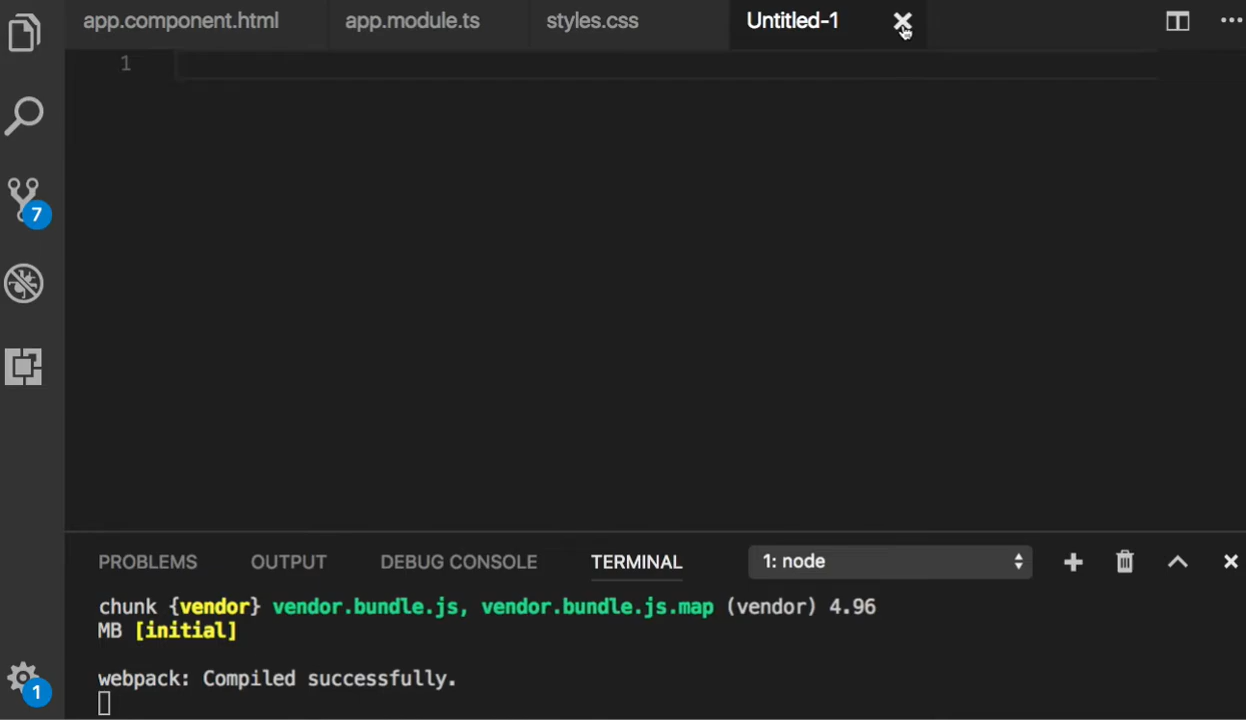 app.component.html app.module.ts styles.css Untitled-1
1
7
PROBLEMS OUTPUT DEBUG CONSOLE TERMINAL 1: node
chunk {vendor} vendor.bundle.js, vendor.bundle.js.map (vendor) 4.96
MB [initial]
webpack: Compiled successfully.
1